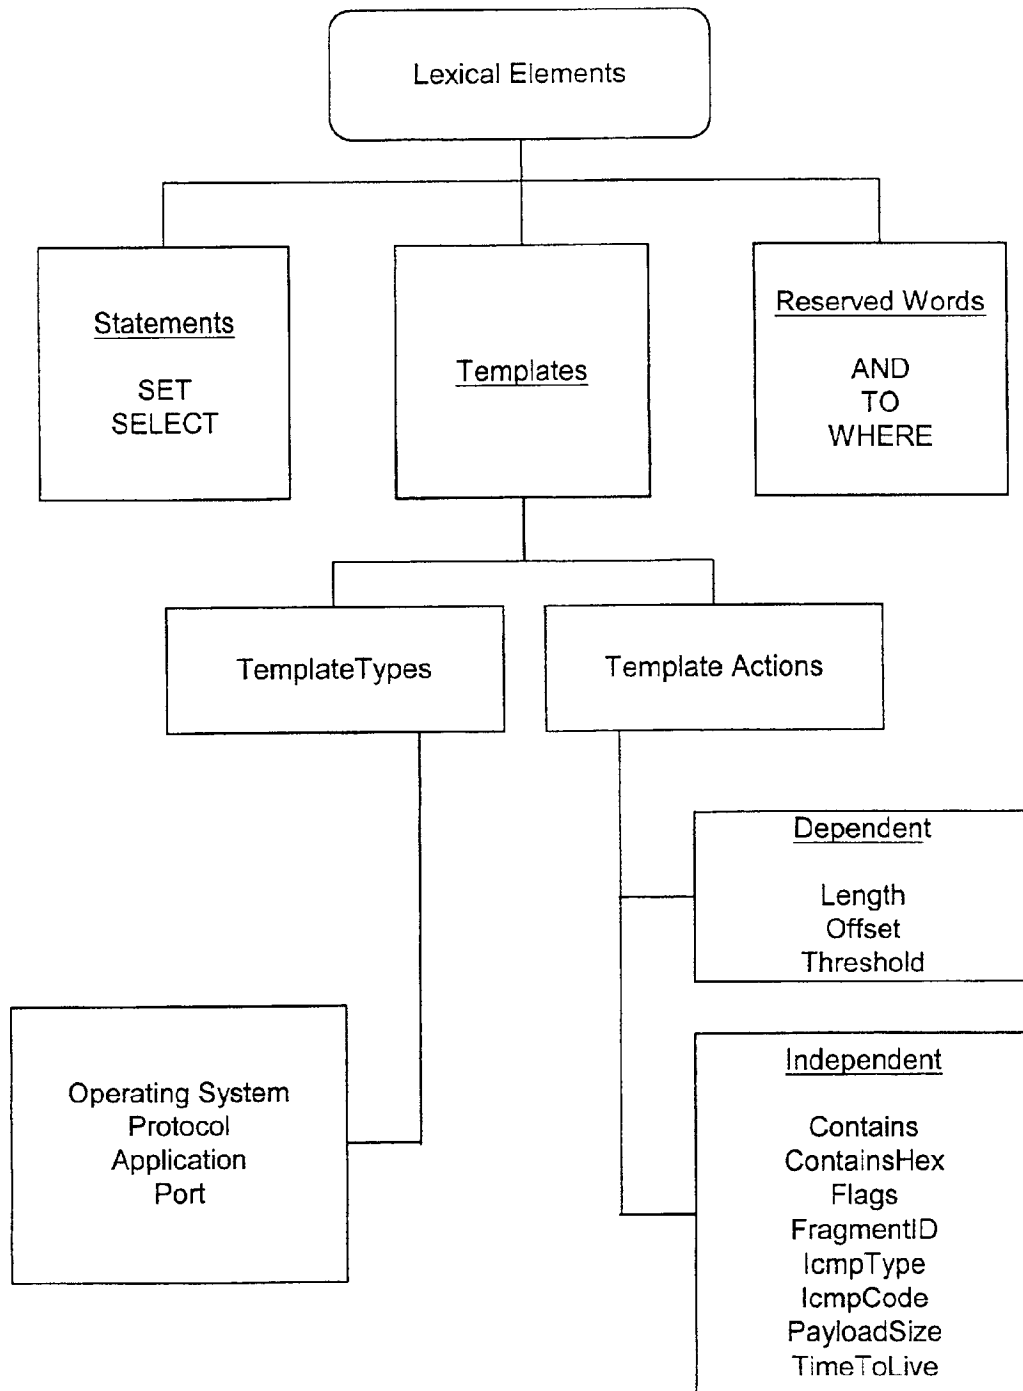 Lexical Elements
Statements
SET
SELECT
Templates
Reserved Words
AND
TO
WHERE
TemplateTypes
Template Actions
Dependent
Length
Offset
Threshold
Operating System
Protocol
Application
Port
Independent
Contains
ContainsHex
Flags
FragmentID
IcmpType
IcmpCode
PayloadSize
TimeToLive